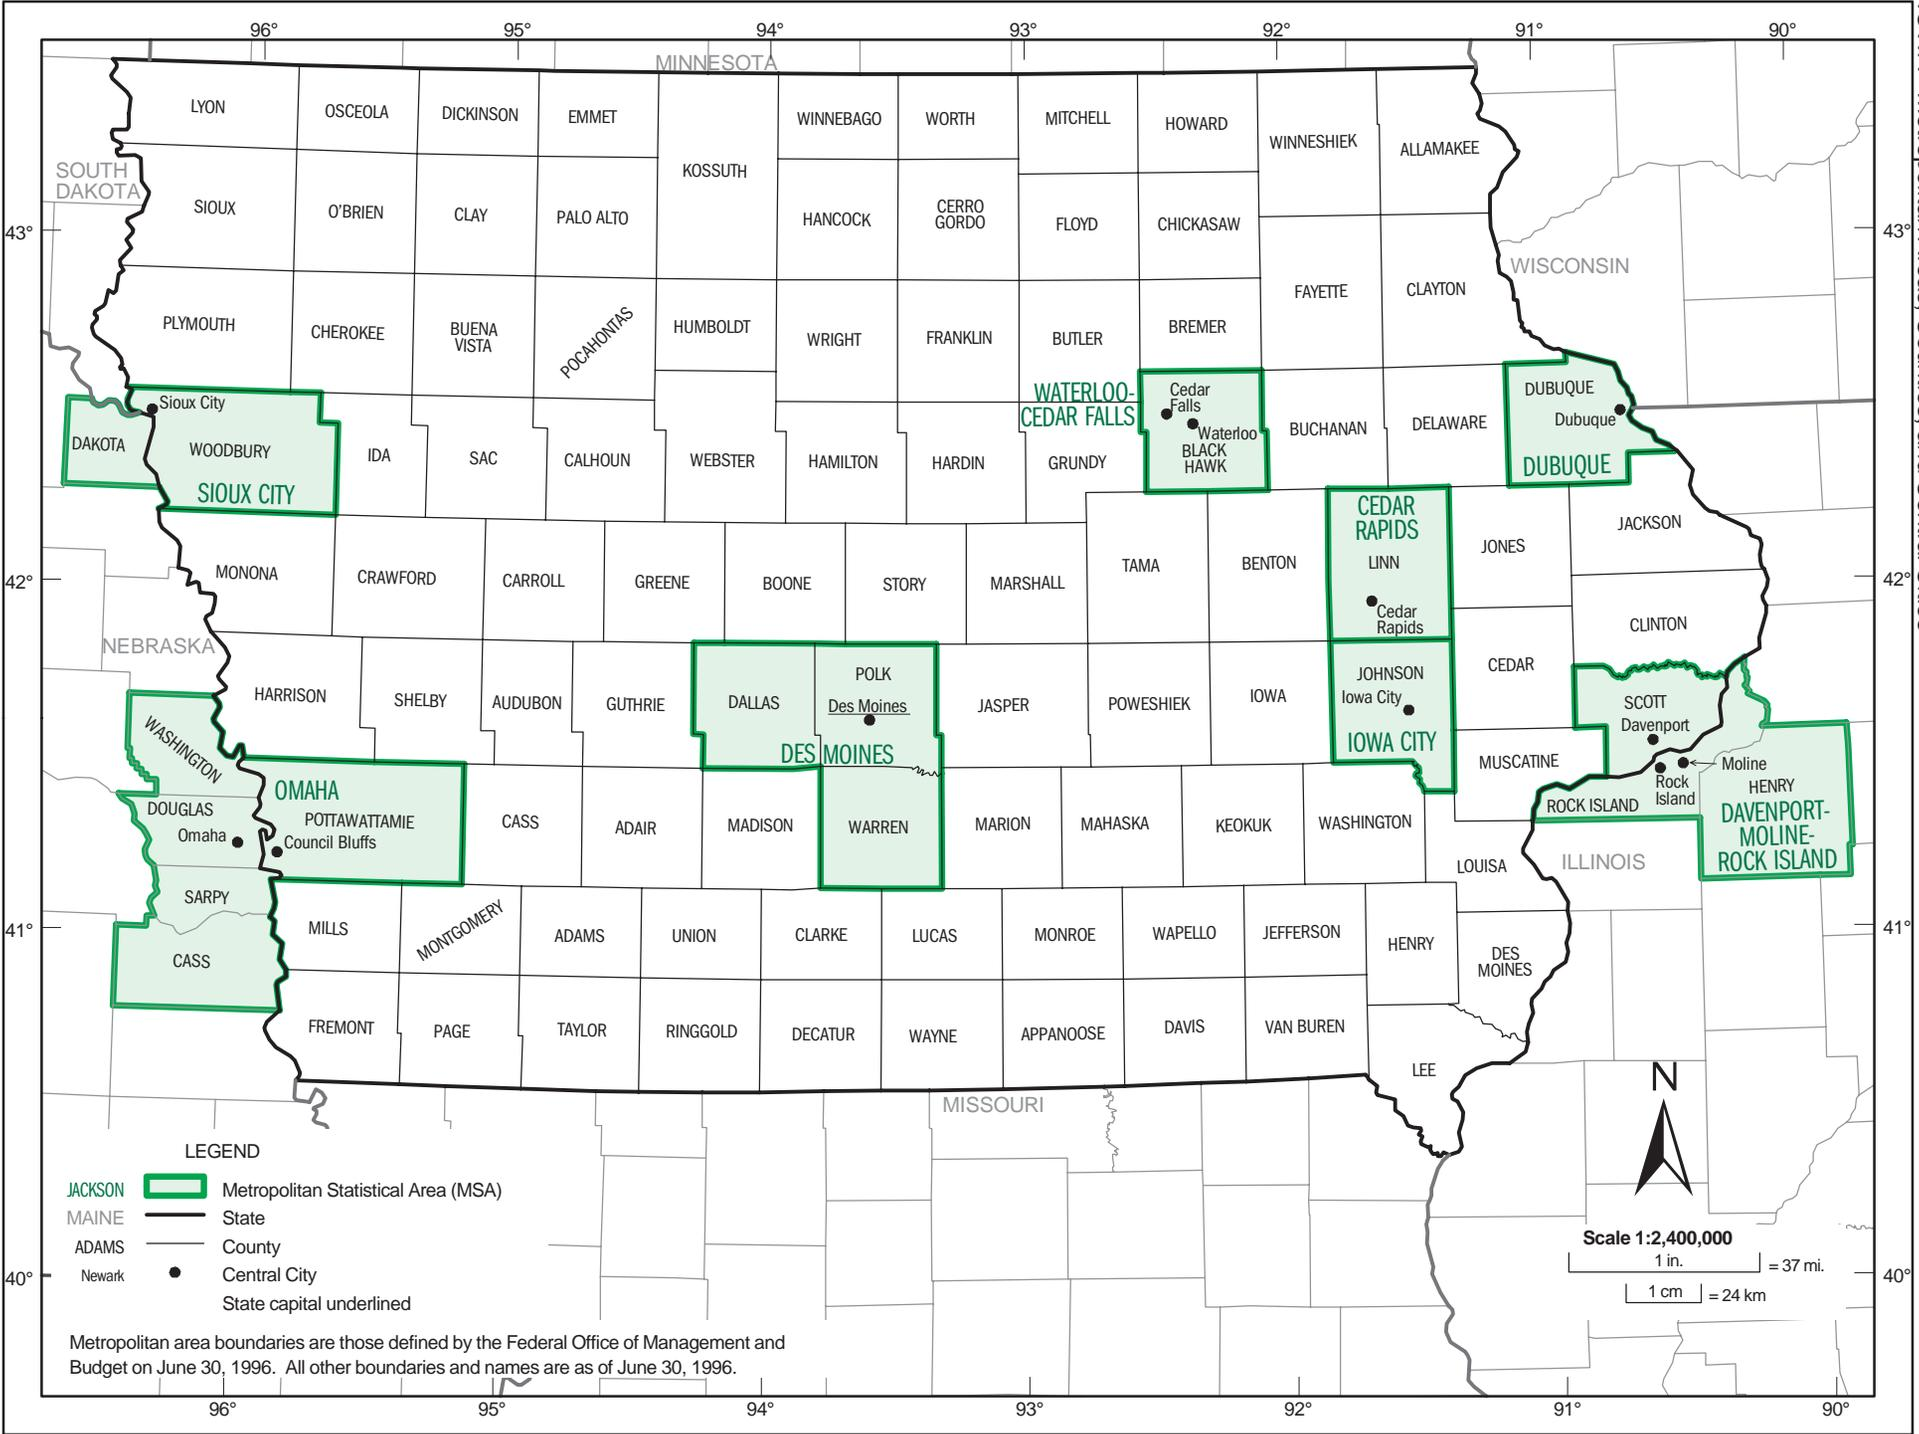 96° 95° 94° 93° 92° 91° 90°
MINNESOTA
LYON
OSCEOLA
DICKINSON
EMMET
KOSSUTH
WINNEBAGO
WORTH
MITCHELL
HOWARD
WINNESHIEK
ALLAMAKEE
SOUTH
DAKOTA
SIOUX
O'BRIEN
CLAY
PALO ALTO
HANCOCK
CERRO
GORDO
FLOYD
CHICKASAW
43°
43°
WISCONSIN
PLYMOUTH
CHEROKEE
BUENA
VISTA
POCAHONTAS
HUMBOLDT
WRIGHT
FRANKLIN
BUTLER
BREMER
FAYETTE
CLAYTON
Sioux City
DAKOTA
WOODBURY
SIOUX CITY
IDA
SAC
CALHOUN
WEBSTER
HAMILTON
HARDIN
GRUNDY
WATERLOO-
CEDAR FALLS
Cedar
Falls
Waterloo
BLACK
HAWK
BUCHANAN
DELAWARE
DUBUQUE
Dubuque
DUBUQUE
42°
42°
MONONA
CRAWFORD
CARROLL
GREENE
BOONE
STORY
MARSHALL
TAMA
BENTON
CEDAR
RAPIDS
LINN
Cedar
Rapids
JONES
JACKSON
CLINTON
NEBRASKA
HARRISON
SHELBY
AUDUBON
GUTHRIE
DALLAS
POLK
Des Moines
DES MOINES
JASPER
POWESHIEK
IOWA
JOHNSON
Iowa City
IOWA CITY
CEDAR
MUSCATINE
SCOTT
Davenport
Moline
Rock
Island
ROCK ISLAND
HENRY
DAVENPORT-
MOLINE-
ROCK ISLAND
ILLINOIS
WASHINGTON
DOUGLAS
Omaha
OMAHA
POTTAWATTAMIE
Council Bluffs
SARPY
CASS
CASS
ADAIR
MADISON
WARREN
MARION
MAHASKA
KEOKUK
WASHINGTON
LOUISA
41°
41°
MILLS
MONTGOMERY
ADAMS
UNION
CLARKE
LUCAS
MONROE
WAPELLO
JEFFERSON
HENRY
DES
MOINES
FREMONT
PAGE
TAYLOR
RINGGOLD
DECATUR
WAYNE
APPANOOSE
DAVIS
VAN BUREN
LEE
MISSOURI
N
LEGEND
JACKSON Metropolitan Statistical Area (MSA)
MAINE State
ADAMS County
Newark Central City
State capital underlined
Scale 1:2,400,000
1 in. = 37 mi.
1 cm = 24 km
40°
40°
Metropolitan area boundaries are those defined by the Federal Office of Management and
Budget on June 30, 1996. All other boundaries and names are as of June 30, 1996.
96° 95° 94° 93° 92° 91° 90°